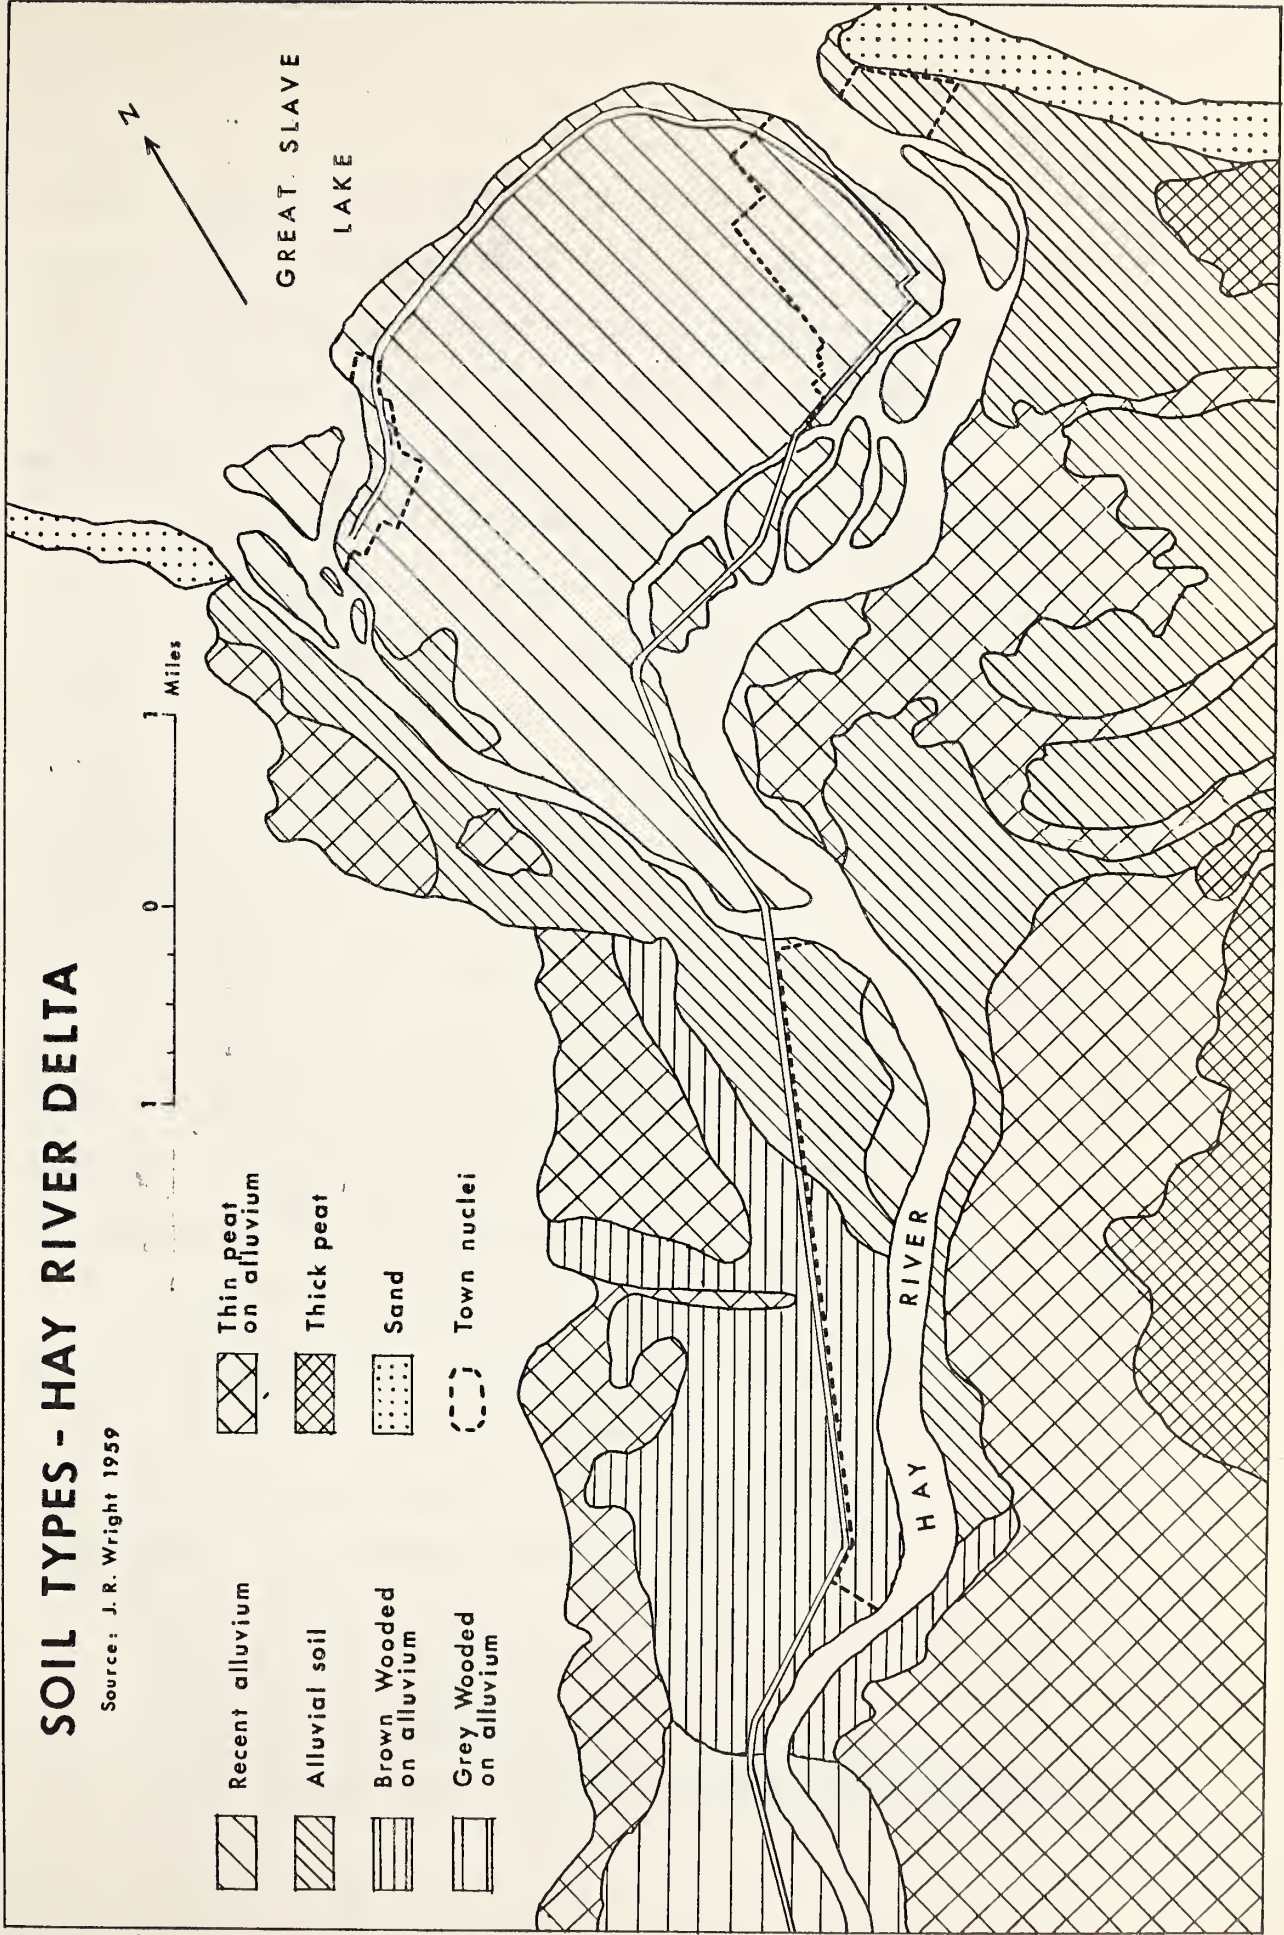 SOIL TYPES - HAY RIVER DELTA
Source: J. R. Wright 1959
Recent alluvium
Alluvial soil
Brown Wooded
on alluvium
Grey Wooded
on alluvium
Thin peat
on alluvium
Thick peat
Sand
Town nuclei
1 0 1
Miles
N
GREAT SLAVE
LAKE
HAY RIVER